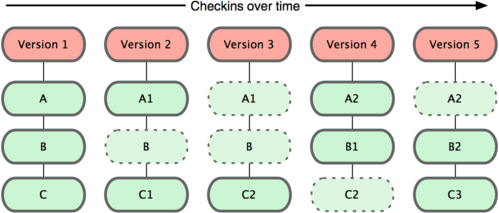 Checkins over time
Version 1 Version 2 Version 3 Version 4 Version 5
A A1 A1 A2 A2
B B B B1 B2
C C1 C2 C2 C3